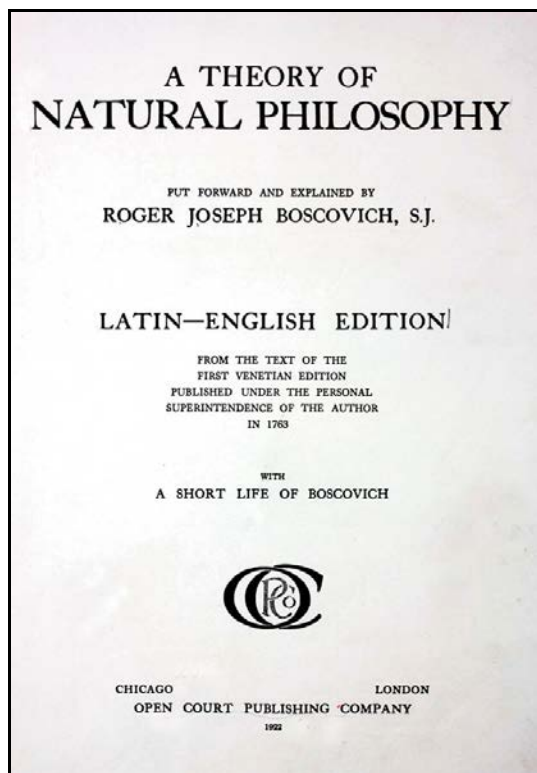 A THEORY OF
NATURAL PHILOSOPHY
PUT FORWARD AND EXPLAINED BY
ROGER JOSEPH BOSCOVICH, S.J.
LATIN—ENGLISH EDITION
FROM THE TEXT OF THE
FIRST VENETIAN EDITION
PUBLISHED UNDER THE PERSONAL
SUPERINTENDENCE OF THE AUTHOR
IN 1763
WITH
A SHORT LIFE OF BOSCOVICH
OC PCo
CHICAGO LONDON
OPEN COURT PUBLISHING COMPANY
1922